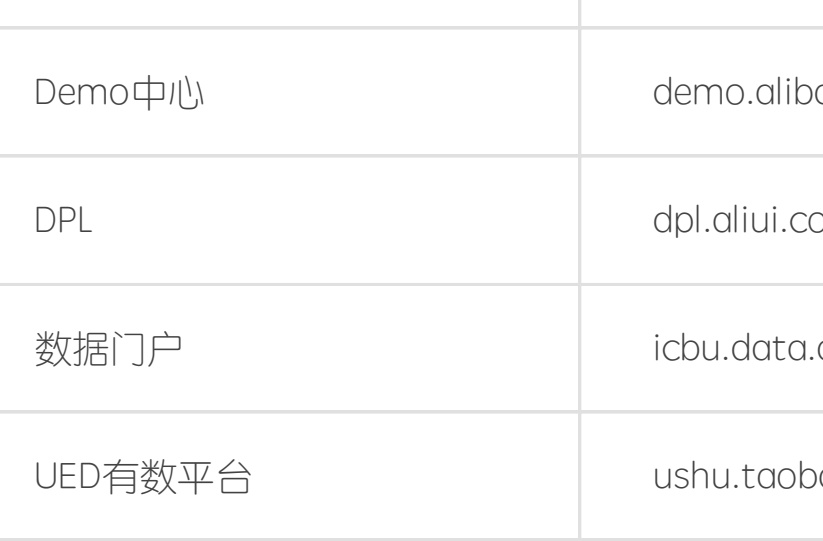 Demo中心 demo.alib
DPL dpl.aliui.co
数据门户 icbu.data.
UED有数平台 ushu.taob